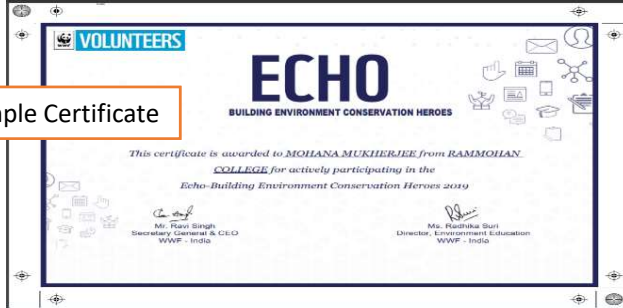 WWF
VOLUNTEERS
ECHO
BUILDING ENVIRONMENT CONSERVATION HEROES
ple Certificate
This certificate is awarded to MOHANA MUKHERJEE from RAMMOHAN
COLLEGE for actively participating in the
Echo-Building Environment Conservation Heroes 2019
Mr. Ravi Singh
Secretary General & CEO
WWF - India
Ms. Radhika Suri
Director, Environment Education
WWF - India